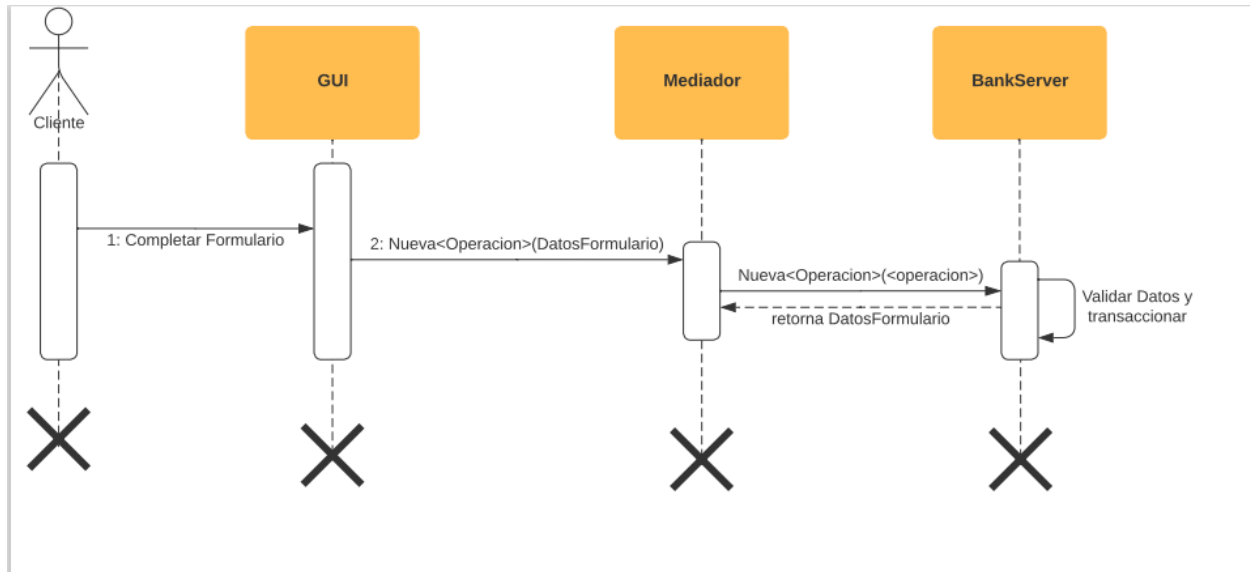 Cliente
GUI
Mediador
BankServer
1: Completar Formulario
2: Nueva<Operacion>(DatosFormulario)
Nueva<Operacion>(<operacion>)
retorna DatosFormulario
Validar Datos y
transaccionar